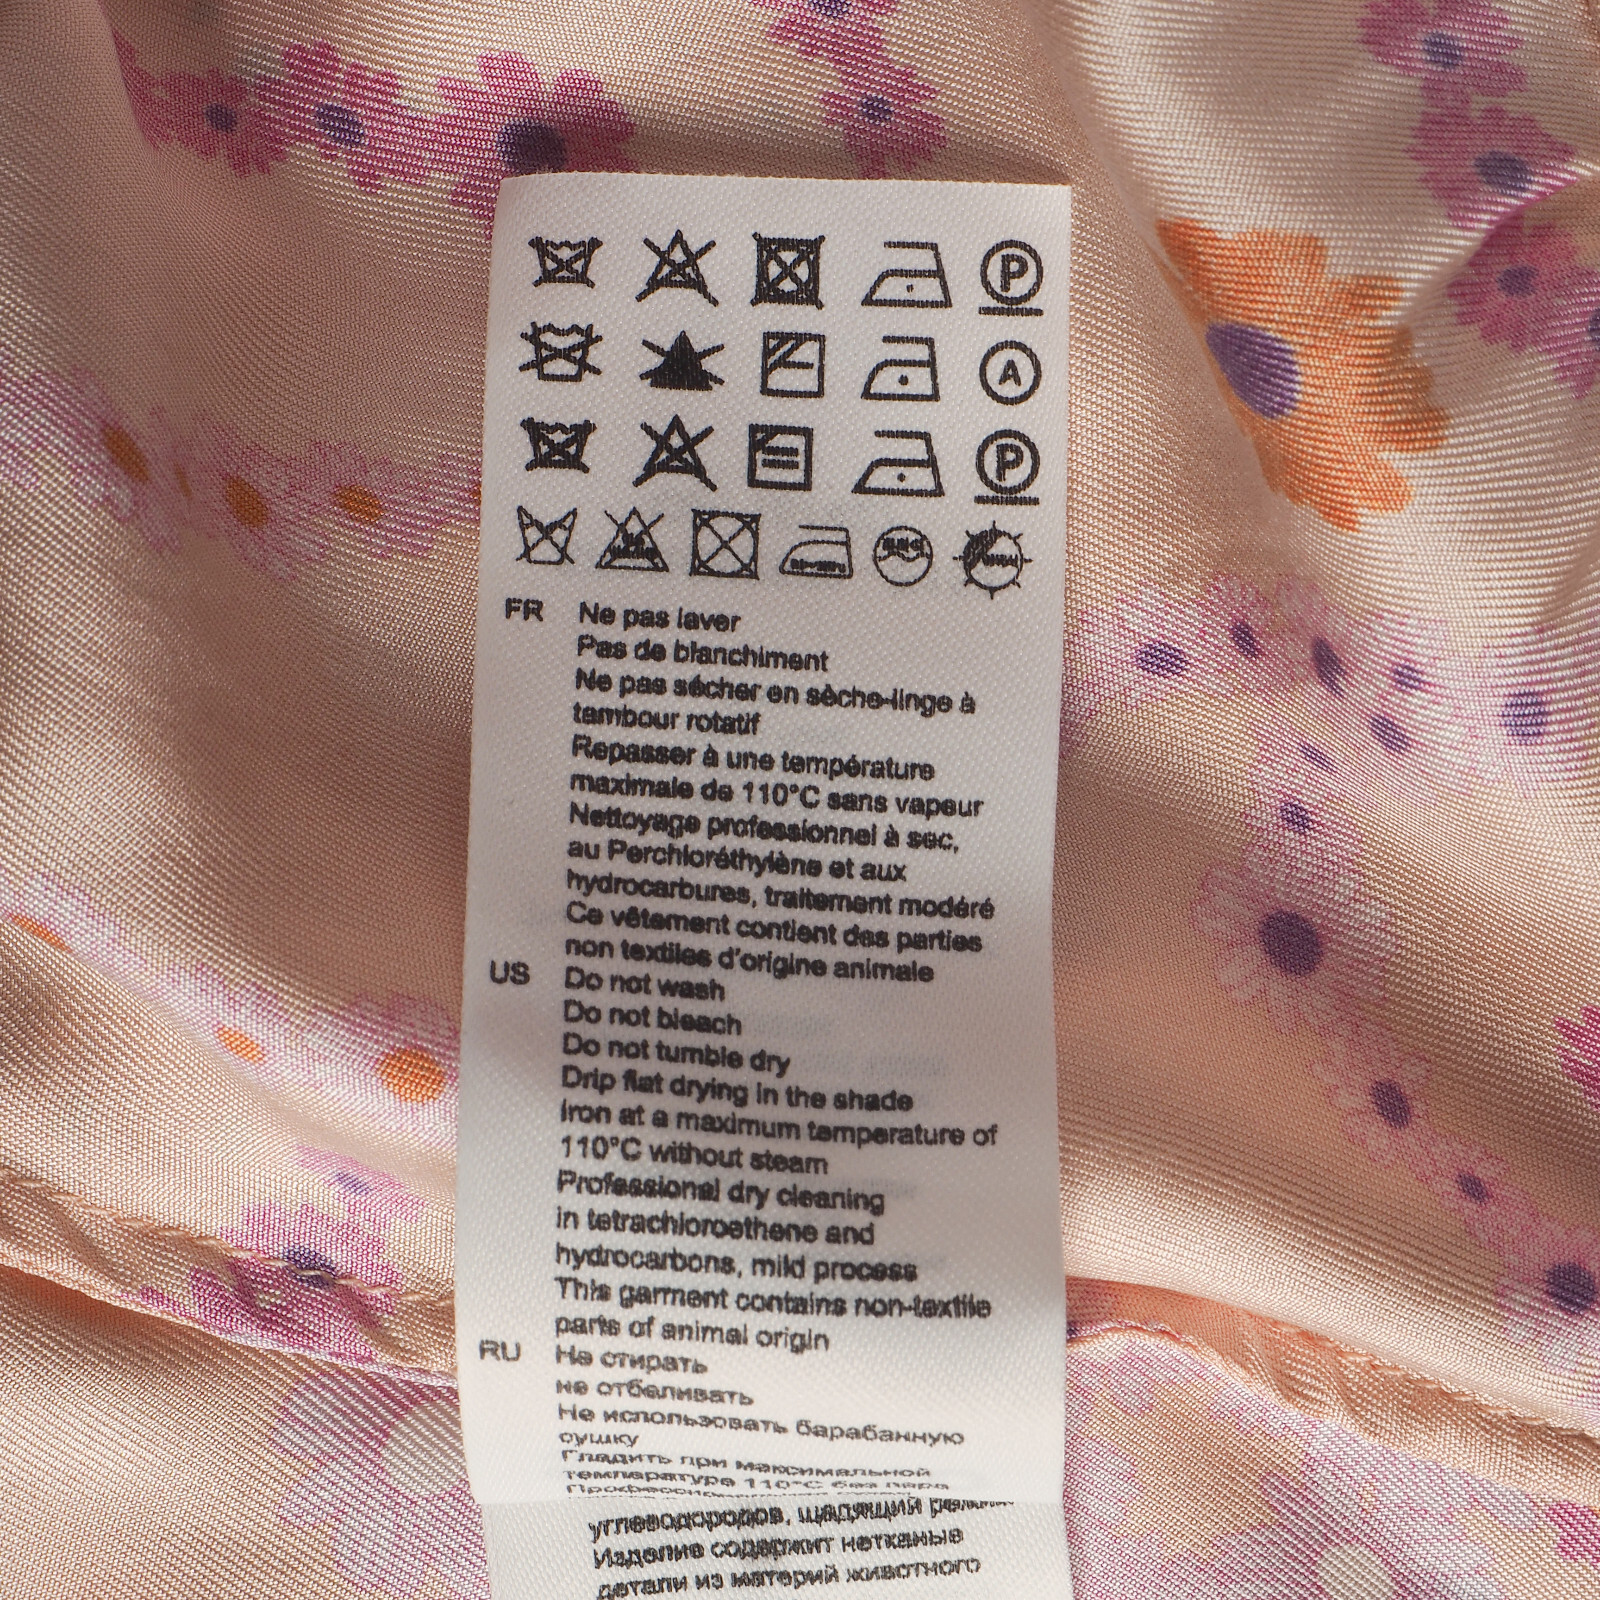 P
A
P
FR Ne pas laver
Pas de blanchiment
Ne pas sécher en sèche-linge à
tambour rotatif
Repasser à une température
maximale de 110°C sans vapeur
Nettoyage professionnel à sec,
au Perchloréthylène et aux
hydrocarbures, traitement modéré
Ce vêtement contient des parties
non textiles d'origine animale
US Do not wash
Do not bleach
Do not tumble dry
Drip flat drying in the shade
Iron at a maximum temperature of
110°C without steam
Professional dry cleaning
in tetrachloroethene and
hydrocarbons, mild process
This garment contains non-textile
parts of animal origin
RU Не стирать
не отбеливать
Не использовать барабанную
сушку
Гладить при максимальной
температуре 110°C без пара
углеводородов, щадящий
Изделие содержит нетканые
детали из материй животного